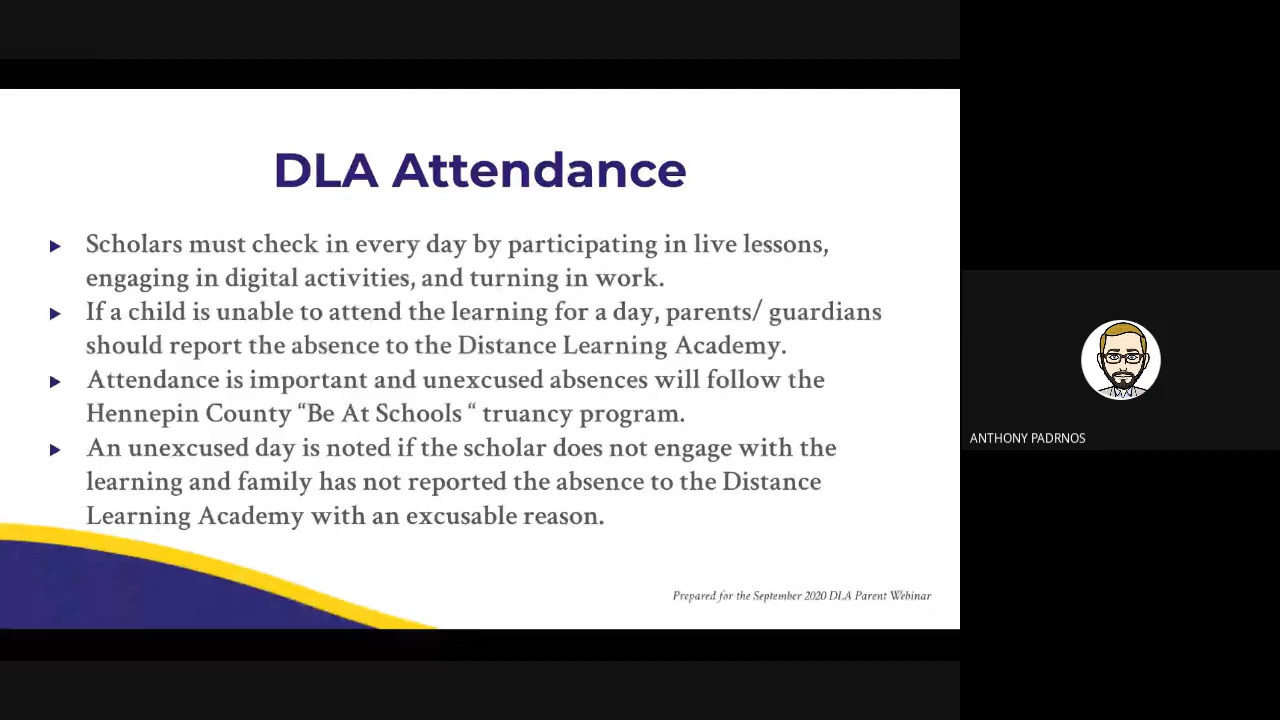 DLA Attendance
Scholars must check in every day by participating in live lessons,
engaging in digital activities, and turning in work.
If a child is unable to attend the learning for a day, parents/ guardians
should report the absence to the Distance Learning Academy.
Attendance is important and unexcused absences will follow the
Hennepin County “Be At Schools “ truancy program.
An unexcused day is noted if the scholar does not engage with the
learning and family has not reported the absence to the Distance
Learning Academy with an excusable reason.
Prepared for the September 2020 DLA Parent Webinar
ANTHONY PADRNOS